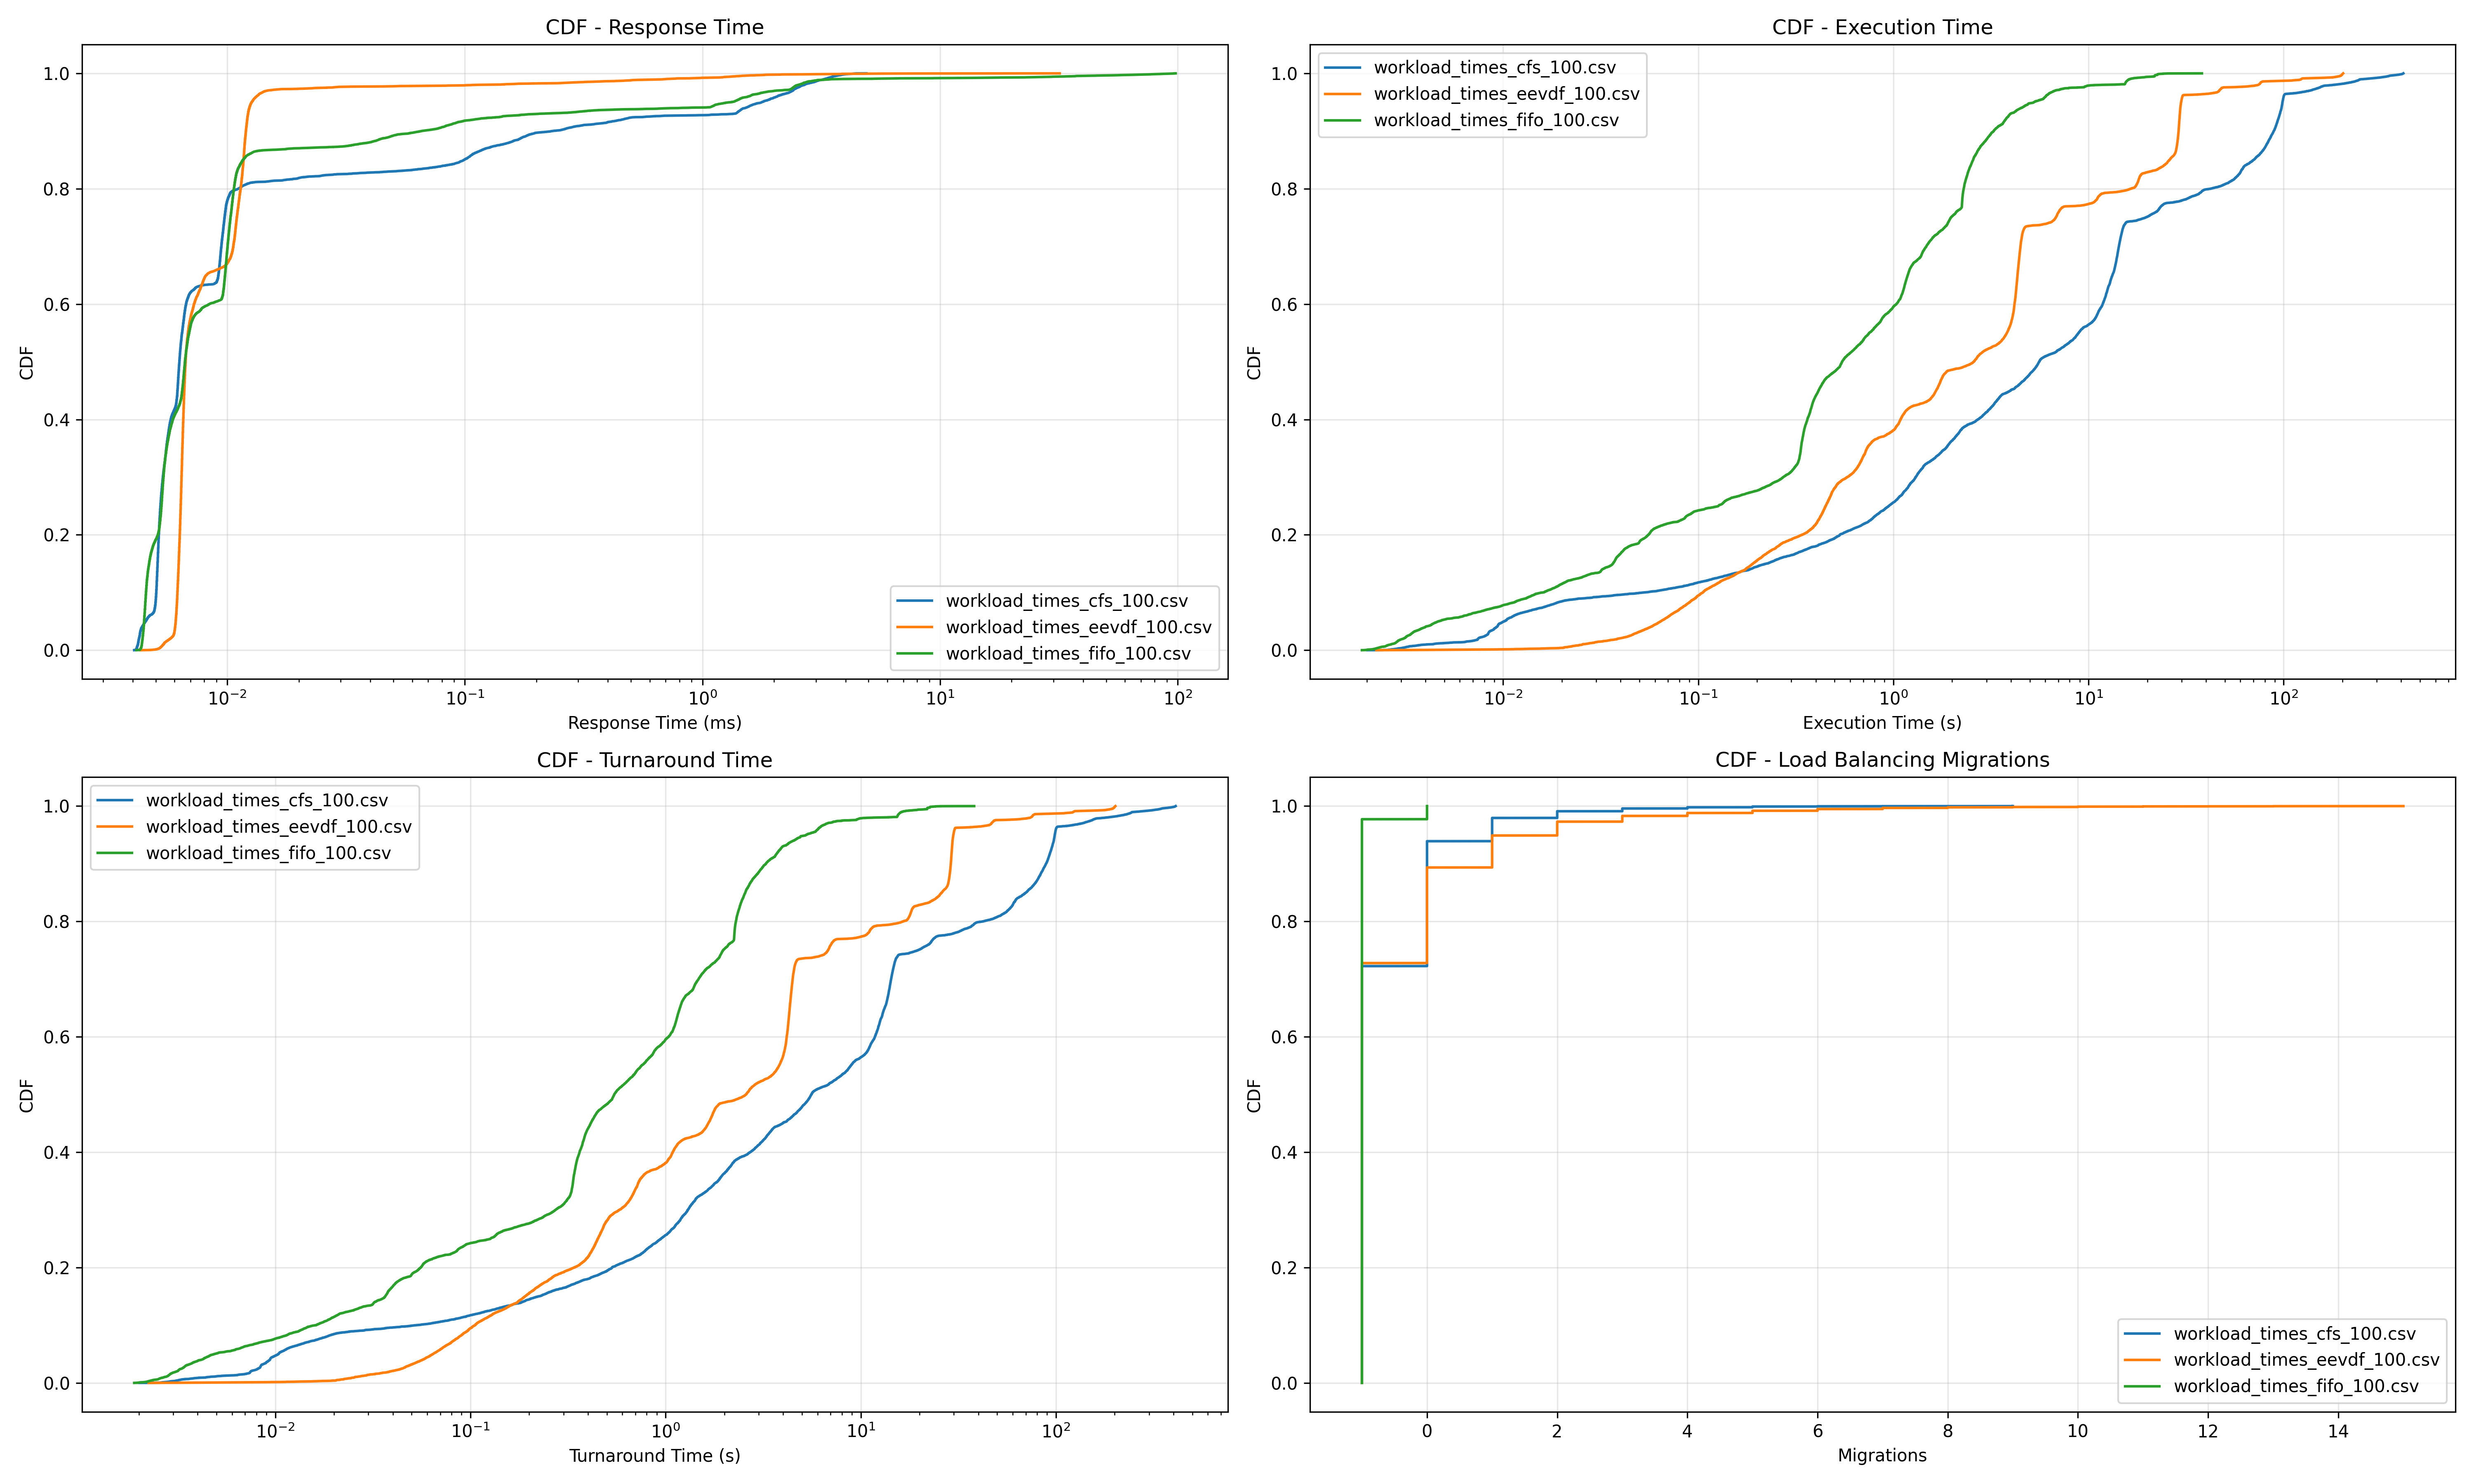 CDF - Response Time
CDF
1.0
0.8
0.6
0.4
0.2
0.0
workload_times_cfs_100.csv
workload_times_eevdf_100.csv
workload_times_fifo_100.csv
10⁻² 10⁻¹ 10⁰ 10¹ 10²
Response Time (ms)
CDF - Execution Time
workload_times_cfs_100.csv
workload_times_eevdf_100.csv
workload_times_fifo_100.csv
CDF
1.0
0.8
0.6
0.4
0.2
0.0
10⁻² 10⁻¹ 10⁰ 10¹ 10²
Execution Time (s)
CDF - Turnaround Time
workload_times_cfs_100.csv
workload_times_eevdf_100.csv
workload_times_fifo_100.csv
CDF
1.0
0.8
0.6
0.4
0.2
0.0
10⁻² 10⁻¹ 10⁰ 10¹ 10²
Turnaround Time (s)
CDF - Load Balancing Migrations
CDF
1.0
0.8
0.6
0.4
0.2
0.0
workload_times_cfs_100.csv
workload_times_eevdf_100.csv
workload_times_fifo_100.csv
0 2 4 6 8 10 12 14
Migrations